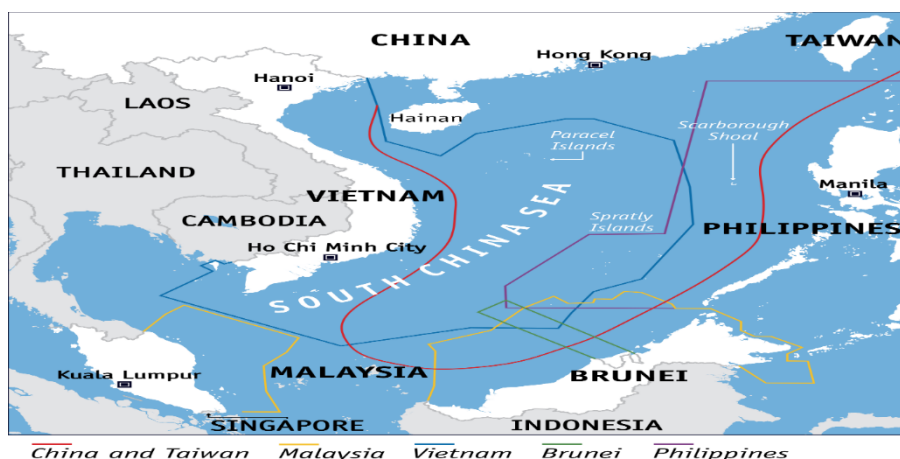 CHINA
TAIWAN
Hong Kong
Hanoi
LAOS
Hainan
Paracel
Islands
Scarborough
Shoal
THAILAND
VIETNAM
Manila
CAMBODIA
Spratly
Islands
PHILIPPINES
Ho Chi Minh City
SOUTH CHINA SEA
Kuala Lumpur
MALAYSIA
BRUNEI
SINGAPORE
INDONESIA
China and Taiwan Malaysia Vietnam Brunei Philippines